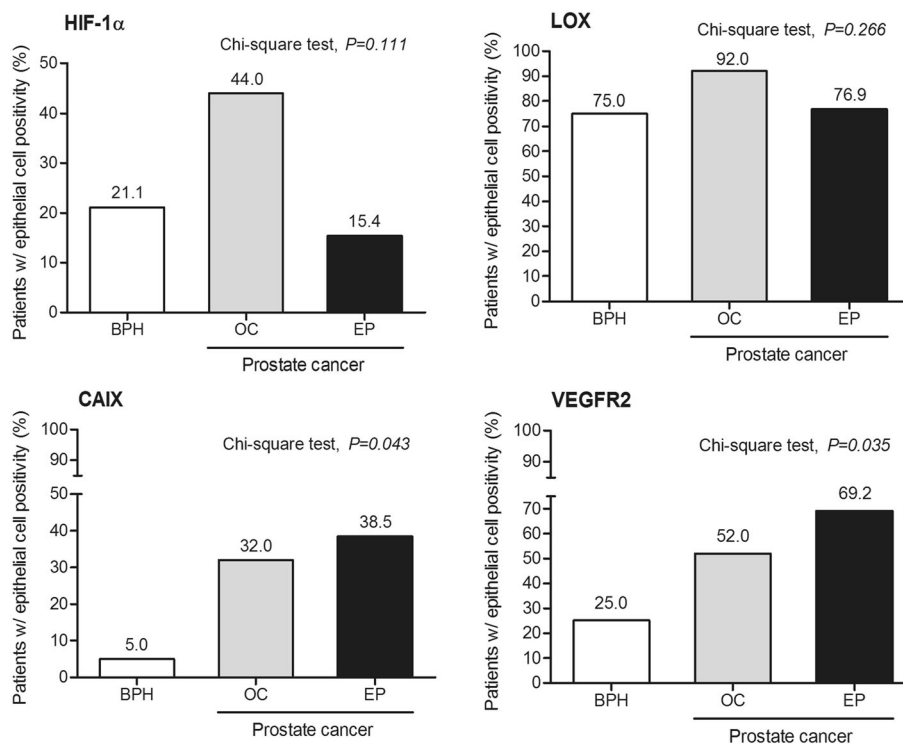 HIF-1α
Chi-square test, P=0.111
Patients w/ epithelial cell positivity (%)
50
40
30
20
10
0
21.1
44.0
15.4
BPH
OC
EP
Prostate cancer
LOX
Chi-square test, P=0.266
Patients w/ epithelial cell positivity (%)
100
90
80
70
60
50
40
30
20
10
0
75.0
92.0
76.9
BPH
OC
EP
Prostate cancer
CAIX
Chi-square test, P=0.043
Patients w/ epithelial cell positivity (%)
100
90
50
40
30
20
10
0
5.0
32.0
38.5
BPH
OC
EP
Prostate cancer
VEGFR2
Chi-square test, P=0.035
Patients w/ epithelial cell positivity (%)
100
90
70
60
50
40
30
20
10
0
25.0
52.0
69.2
BPH
OC
EP
Prostate cancer